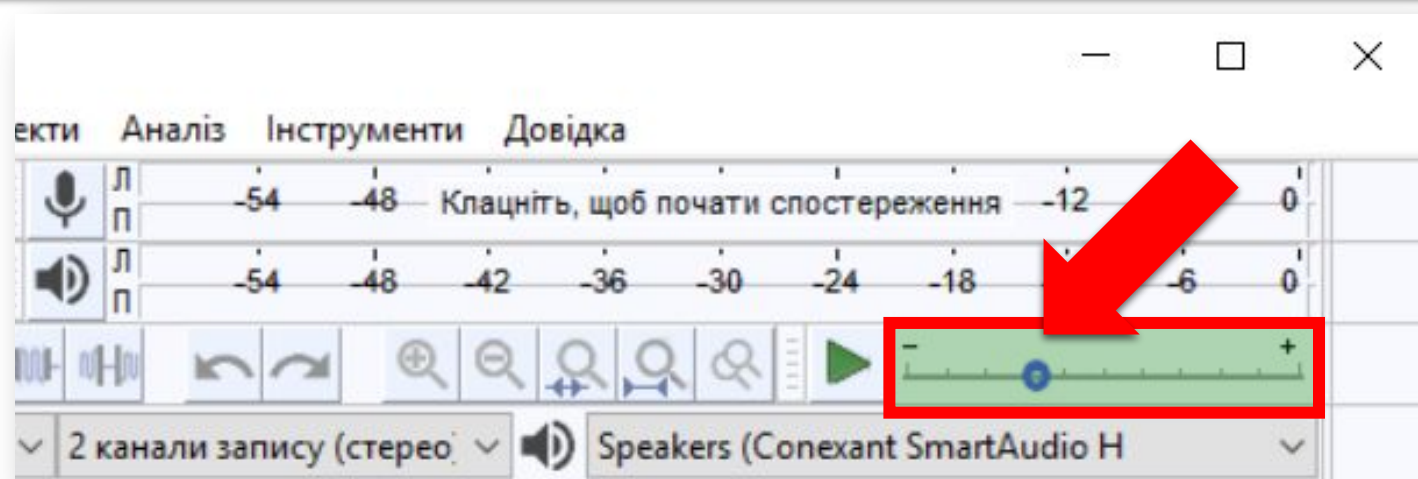 екти Аналіз Інструменти Довідка
Л -54 -48 Клацніть, щоб почати спостереження -12 0
П
Л -54 -48 -42 -36 -30 -24 -18 -6 0
П
- +
2 канали запису (стерео) Speakers (Conexant SmartAudio H